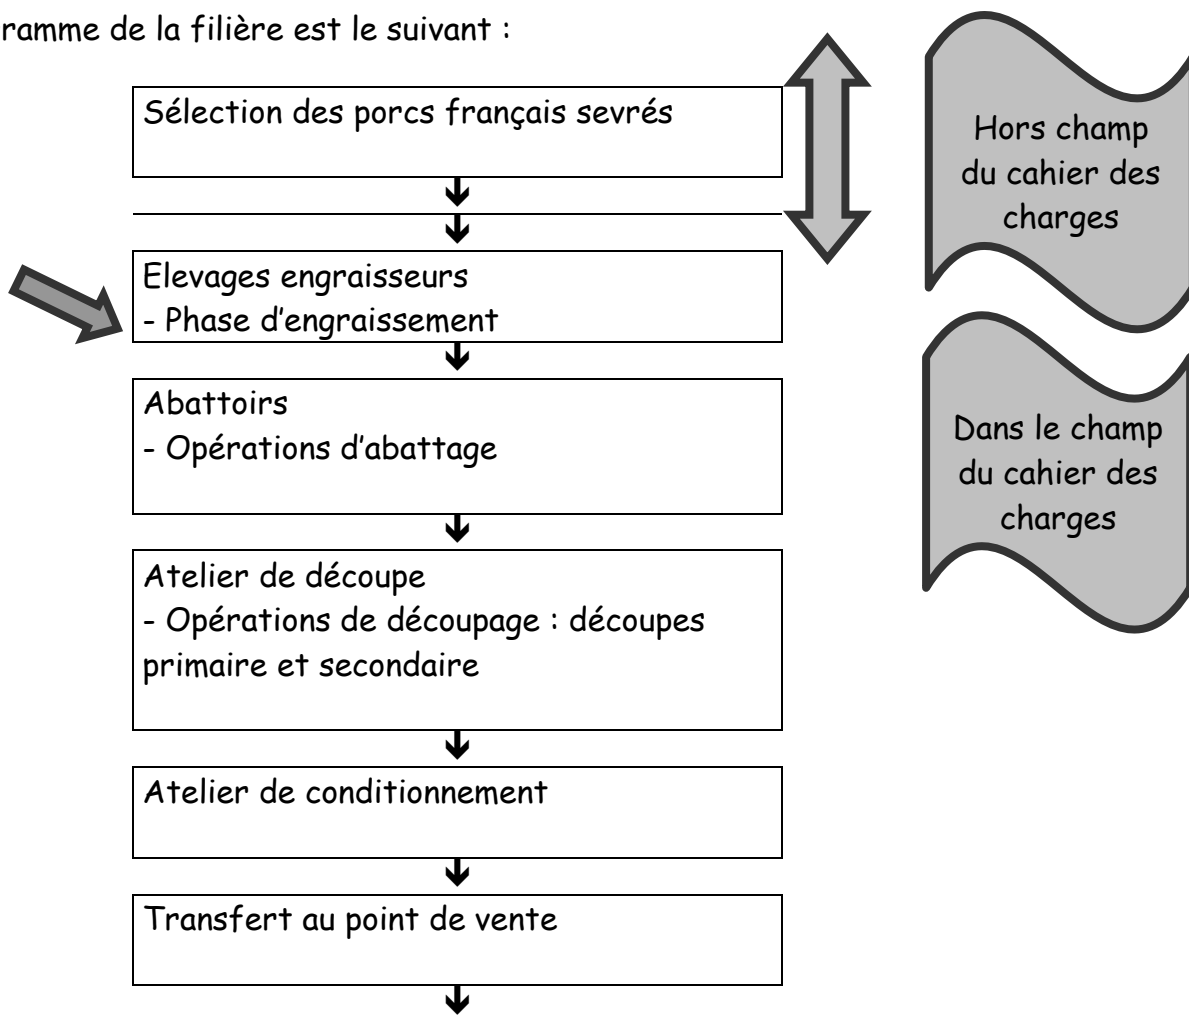 ramme de la filière est le suivant :
Sélection des porcs français sevrés
Hors champ
du cahier des
charges
Elevages engraisseurs
- Phase d'engraissement
Abattoirs
- Opérations d'abattage
Dans le champ
du cahier des
charges
Atelier de découpe
- Opérations de découpage : découpes
primaire et secondaire
Atelier de conditionnement
Transfert au point de vente